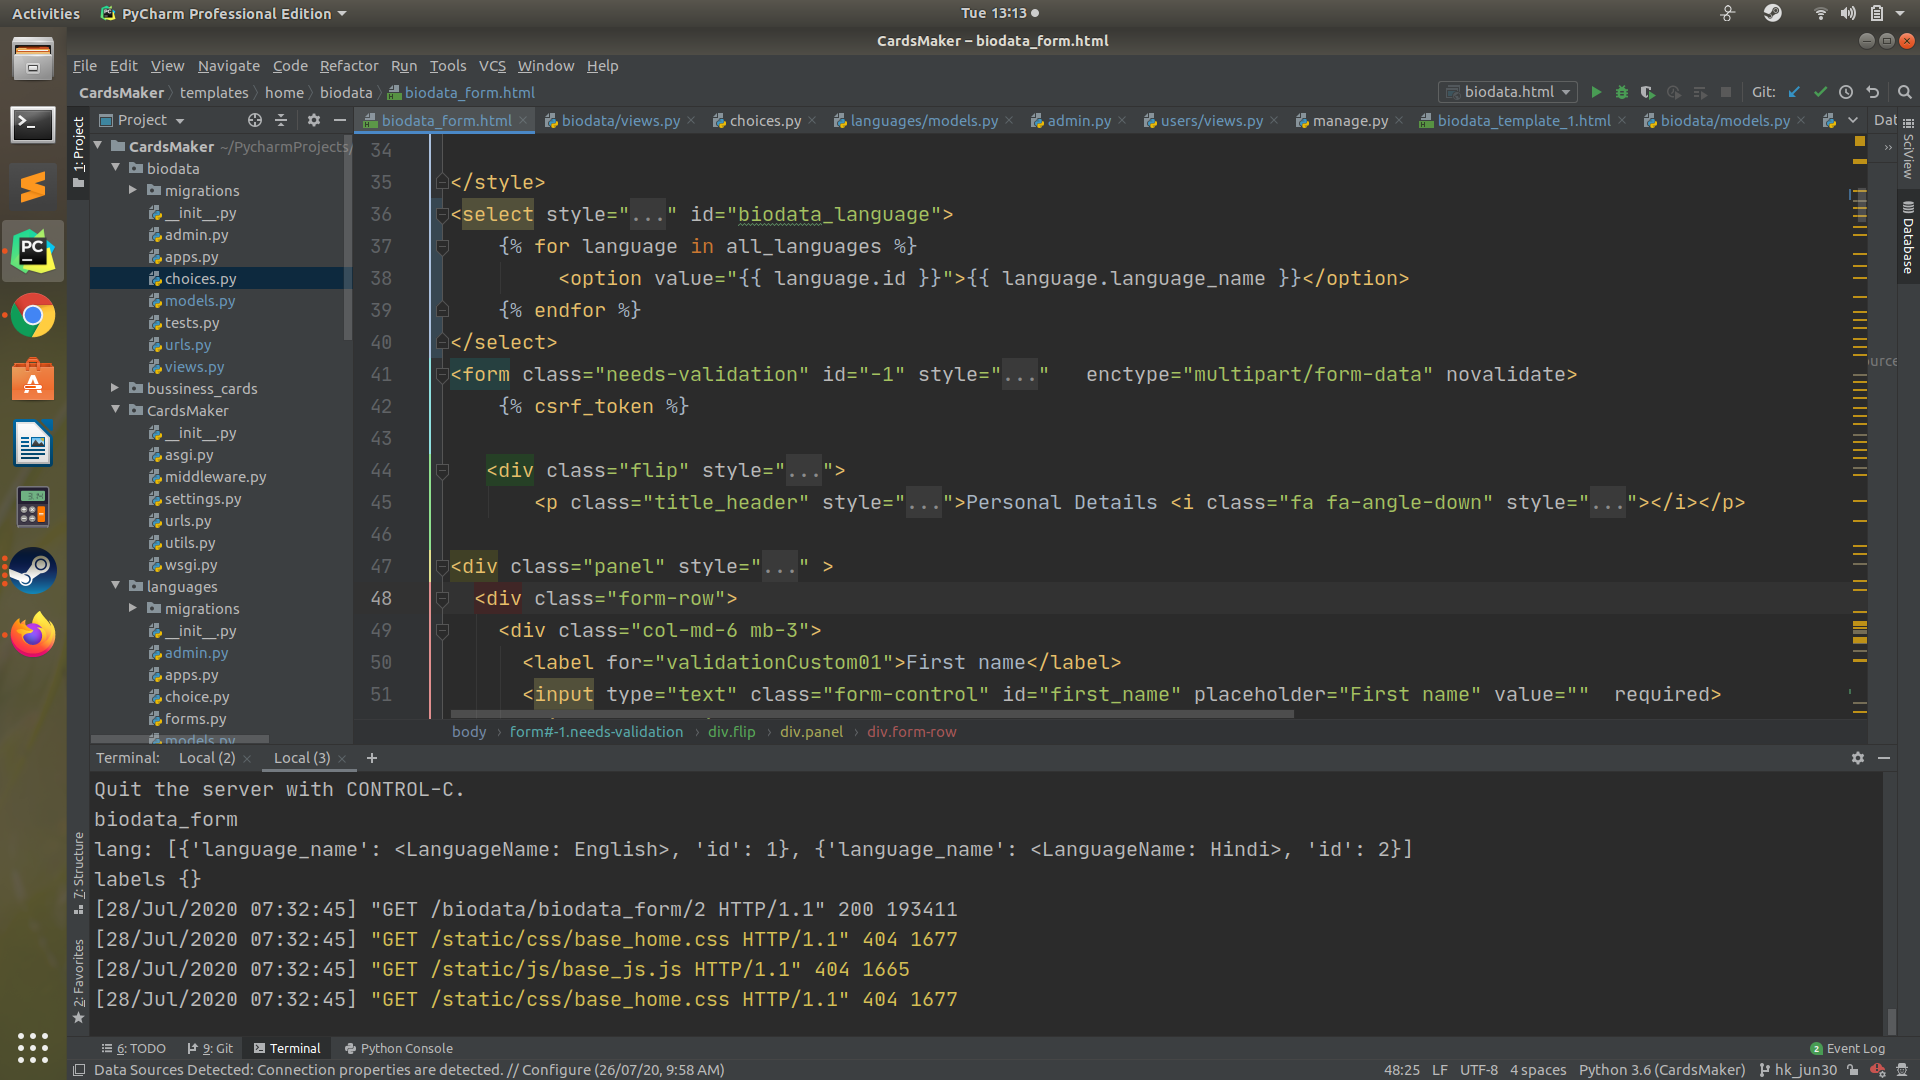 Activities PyCharm Professional Edition Tue 13:13
CardsMaker – biodata_form.html
File Edit View Navigate Code Refactor Run Tools VCS Window Help
CardsMaker templates home biodata biodata_form.html biodata.html Git:
Project biodata_form.html biodata/views.py choices.py languages/models.py admin.py users/views.py manage.py biodata_template_1.html biodata/models.py Dat
1: Project
SciView
Database
CardsMaker ~/PycharmProjects/
biodata
migrations
__init__.py
admin.py
apps.py
choices.py
models.py
tests.py
urls.py
views.py
bussiness_cards
CardsMaker
__init__.py
asgi.py
middleware.py
settings.py
urls.py
utils.py
wsgi.py
languages
migrations
__init__.py
admin.py
apps.py
choice.py
forms.py
models.py
34
35 </style>
36 <select style="..." id="biodata_language">
37 {% for language in all_languages %}
38 <option value="{{ language.id }}">{{ language.language_name }}</option>
39 {% endfor %}
40 </select>
41 <form class="needs-validation" id="-1" style="..." enctype="multipart/form-data" novalidate>
42 {% csrf_token %}
43
44 <div class="flip" style="...">
45 <p class="title_header" style="...">Personal Details <i class="fa fa-angle-down" style="..."></i></p>
46
47 <div class="panel" style="..." >
48 <div class="form-row">
49 <div class="col-md-6 mb-3">
50 <label for="validationCustom01">First name</label>
51 <input type="text" class="form-control" id="first_name" placeholder="First name" value="" required>
urce
body › form#-1.needs-validation › div.flip › div.panel › div.form-row
Terminal: Local (2) Local (3)
Quit the server with CONTROL-C.
biodata_form
lang: [{'language_name': <LanguageName: English>, 'id': 1}, {'language_name': <LanguageName: Hindi>, 'id': 2}]
labels {}
[28/Jul/2020 07:32:45] "GET /biodata/biodata_form/2 HTTP/1.1" 200 193411
[28/Jul/2020 07:32:45] "GET /static/css/base_home.css HTTP/1.1" 404 1677
[28/Jul/2020 07:32:45] "GET /static/js/base_js.js HTTP/1.1" 404 1665
[28/Jul/2020 07:32:45] "GET /static/css/base_home.css HTTP/1.1" 404 1677
7: Structure
2: Favorites
6: TODO 9: Git Terminal Python Console 2 Event Log
Data Sources Detected: Connection properties are detected. // Configure (26/07/20, 9:58 AM) 48:25 LF UTF-8 4 spaces Python 3.6 (CardsMaker) hk_jun30